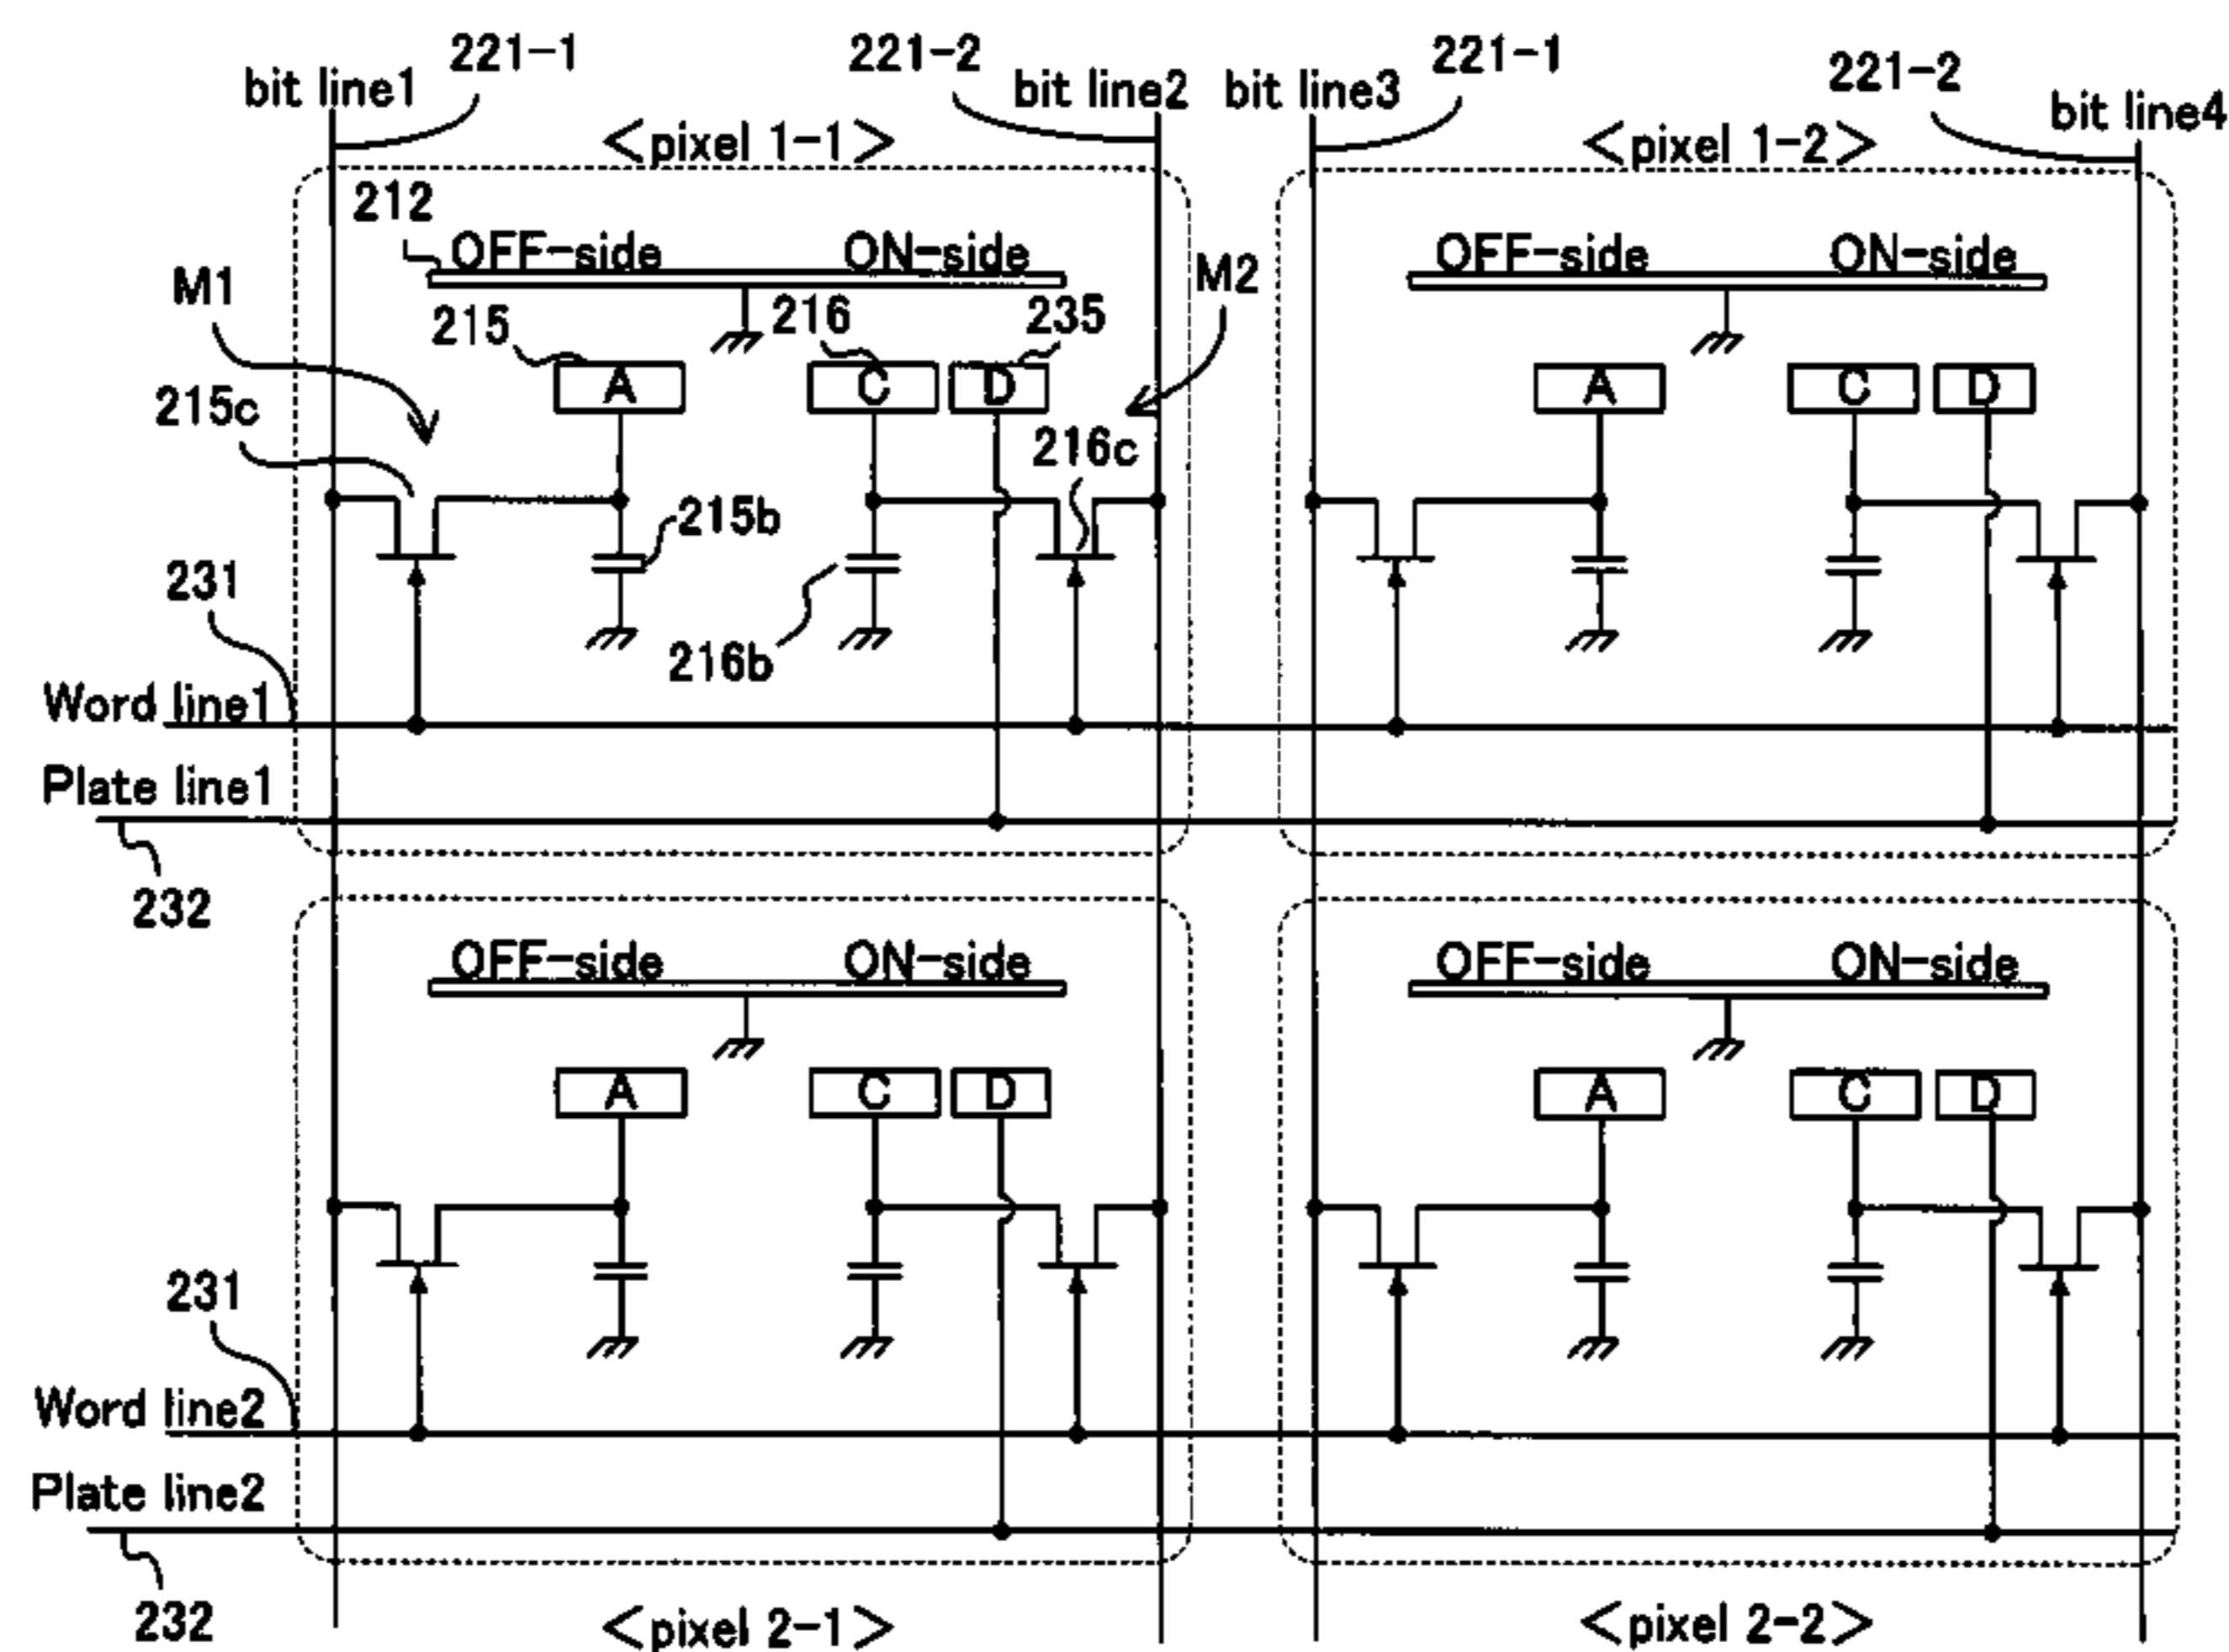 221-1 221-2 221-1 221-2
bit line1 bit line2 bit line3 bit line4
<pixel 1-1> <pixel 1-2>
212
OFF-side ON-side OFF-side ON-side
M1 M2
215 216 235
A C D A C D
215c 216c
215b
231 216b
Word line1
Plate line1
232
OFF-side ON-side OFF-side ON-side
A C D A C D
231
Word line2
Plate line2
232 <pixel 2-1> <pixel 2-2>